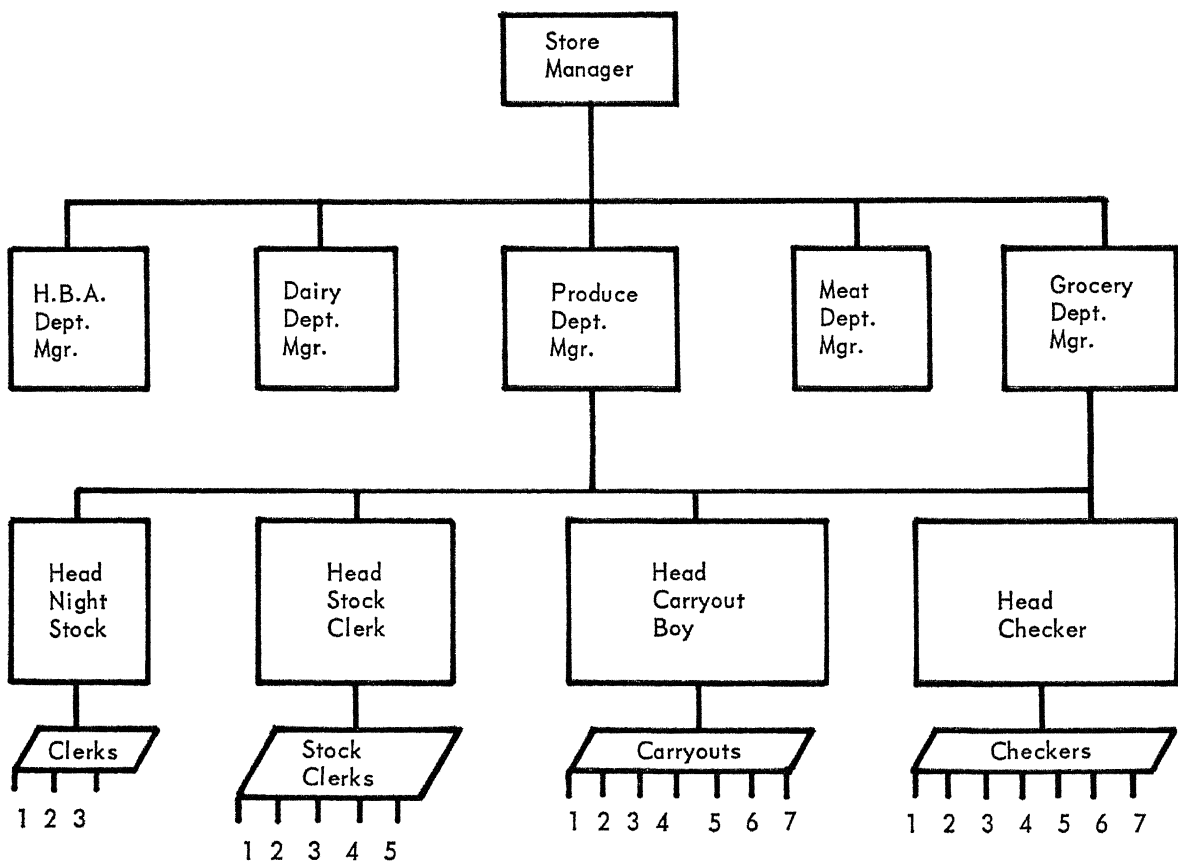 Store
Manager
H.B.A.
Dept.
Mgr.
Dairy
Dept.
Mgr.
Produce
Dept.
Mgr.
Meat
Dept.
Mgr.
Grocery
Dept.
Mgr.
Head
Night
Stock
Head
Stock
Clerk
Head
Carryout
Boy
Head
Checker
Clerks
1 2 3
Stock
Clerks
1 2 3 4 5
Carryouts
1 2 3 4 5 6 7
Checkers
1 2 3 4 5 6 7